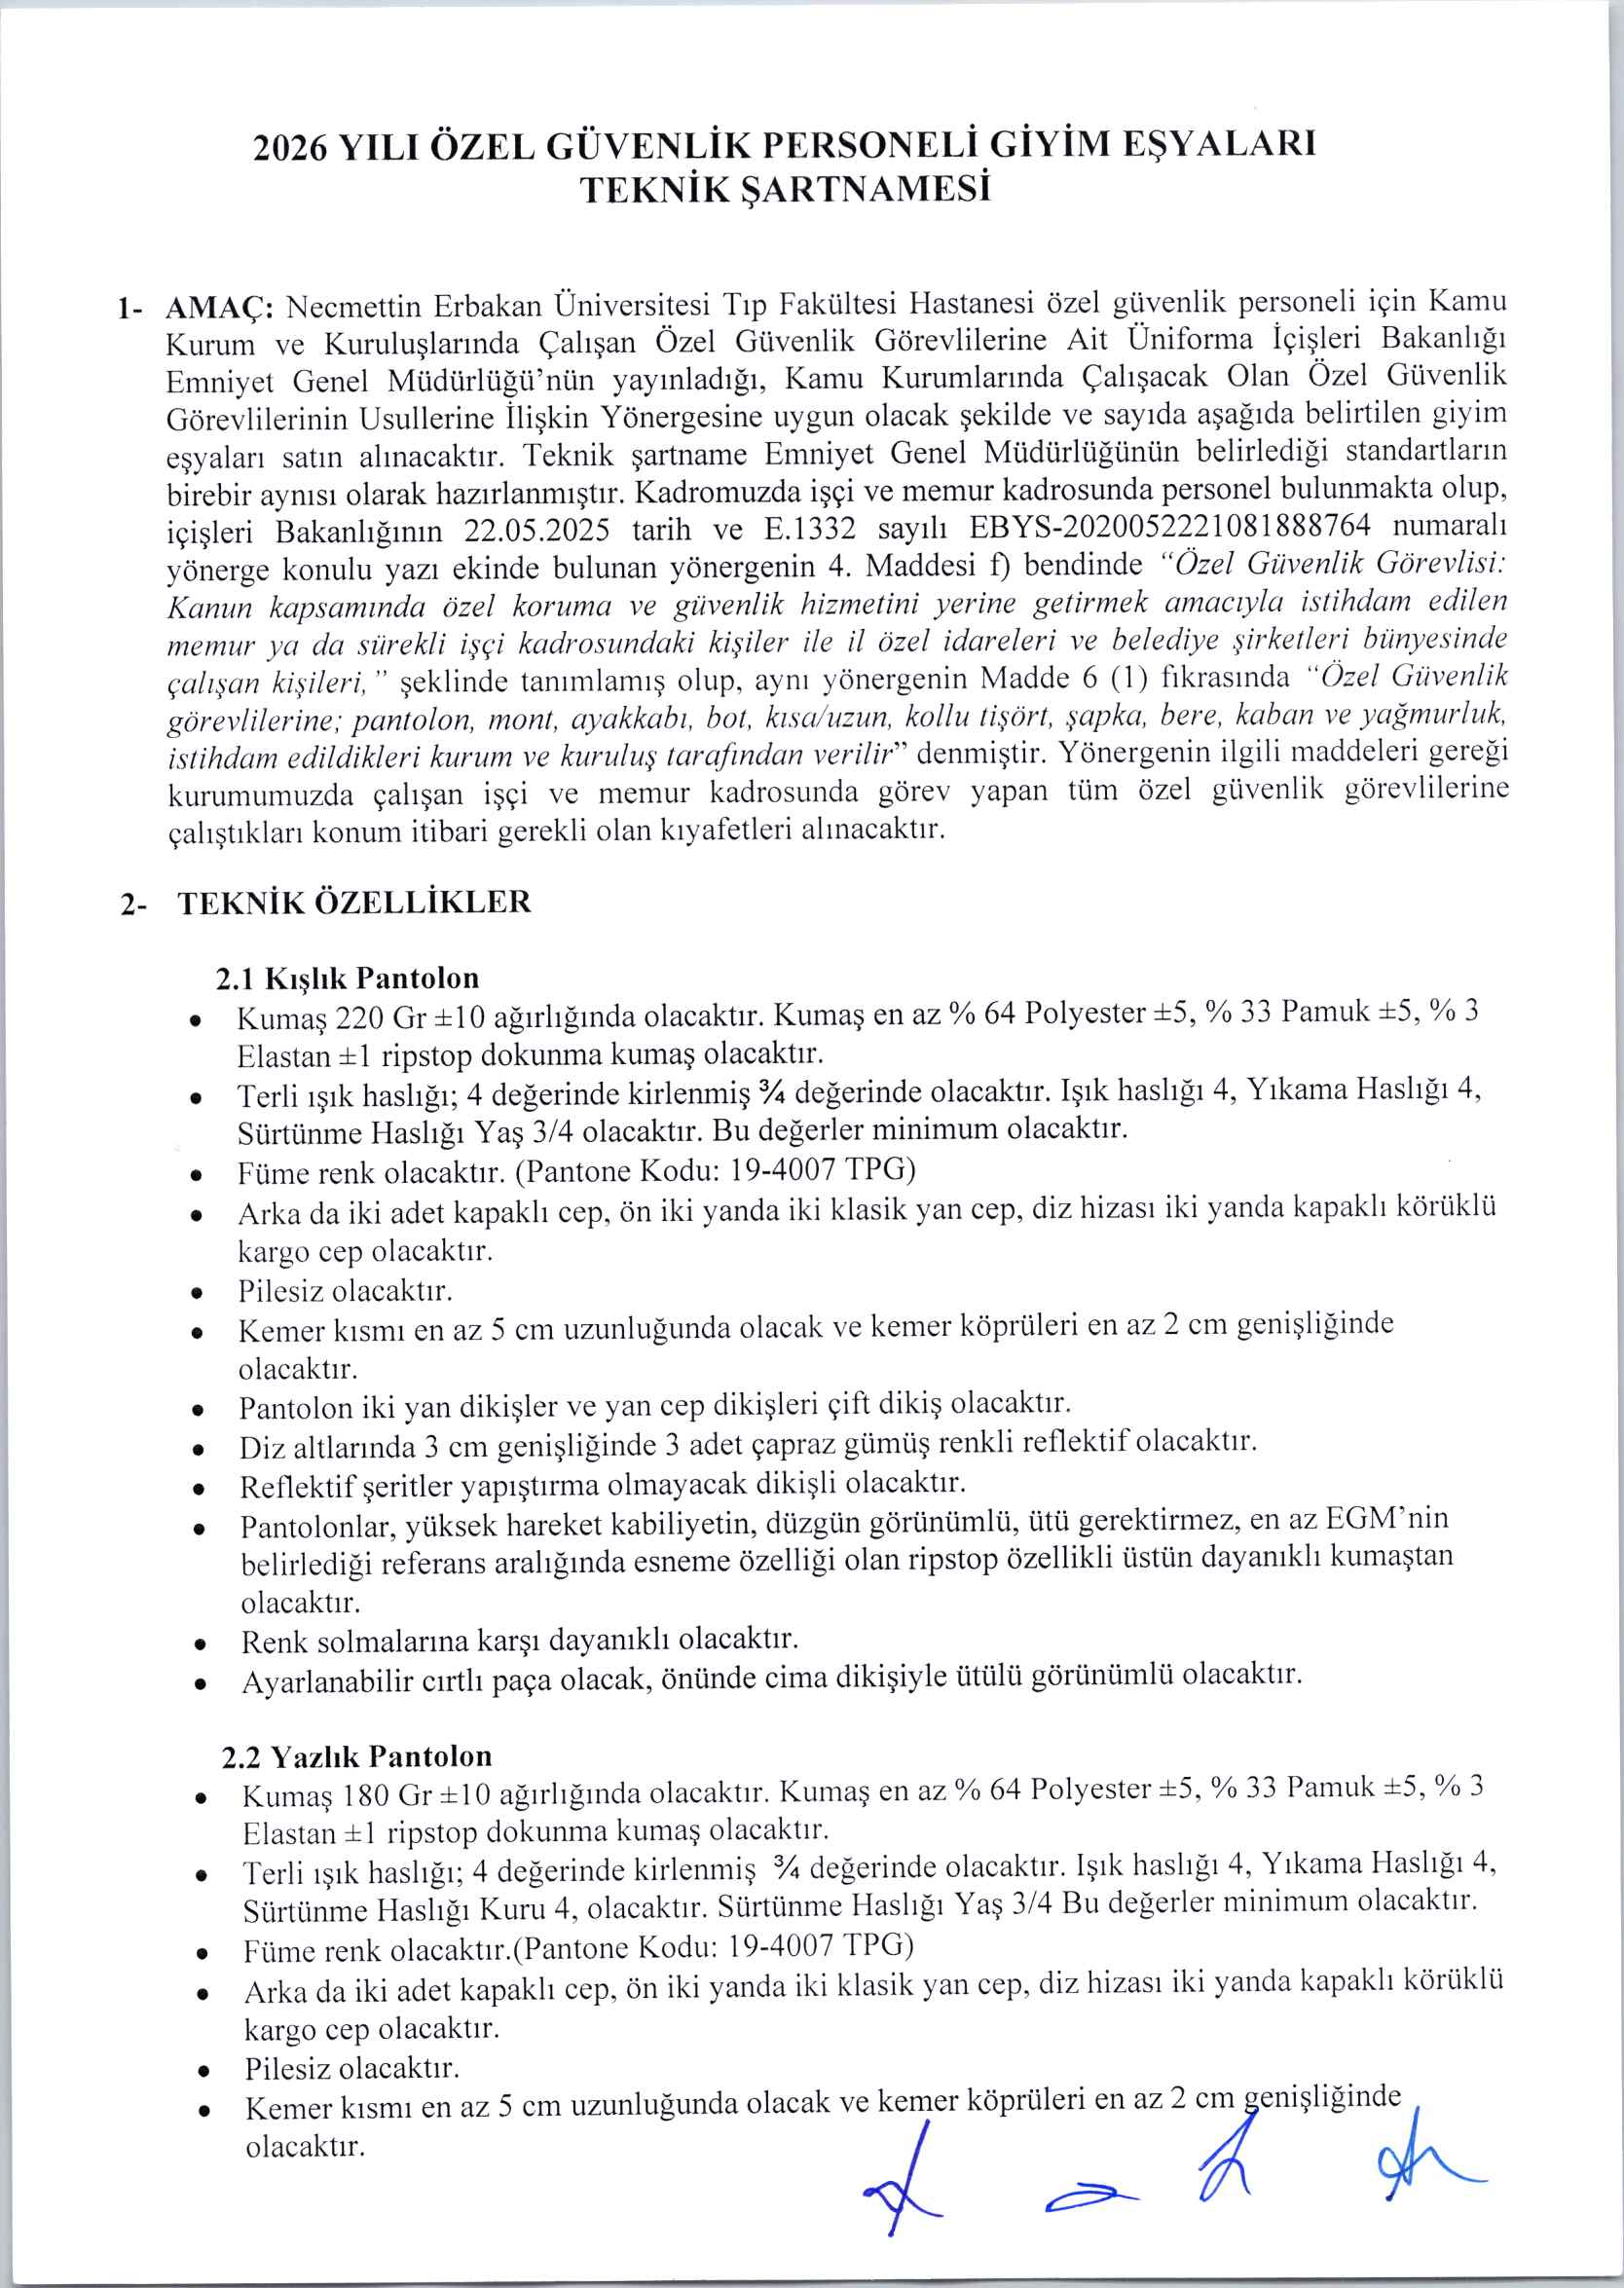 2026 YILI ÖZEL GÜVENLİK PERSONELİ GİYİM EŞYALARI
TEKNİK ŞARTNAMESİ
1- AMAÇ: Necmettin Erbakan Üniversitesi Tıp Fakültesi Hastanesi özel güvenlik personeli için Kamu
Kurum ve Kuruluşlarında Çalışan Özel Güvenlik Görevlilerine Ait Üniforma İçişleri Bakanlığı
Emniyet Genel Müdürlüğü’nün yayınladığı, Kamu Kurumlarında Çalışacak Olan Özel Güvenlik
Görevlilerinin Usullerine İlişkin Yönergesine uygun olacak şekilde ve sayıda aşağıda belirtilen giyim
eşyaları satın alınacaktır. Teknik şartname Emniyet Genel Müdürlüğünün belirlediği standartların
birebir aynısı olarak hazırlanmıştır. Kadromuzda işçi ve memur kadrosunda personel bulunmakta olup,
içişleri Bakanlığının 22.05.2025 tarih ve E.1332 sayılı EBYS-2020052221081888764 numaralı
yönerge konulu yazı ekinde bulunan yönergenin 4. Maddesi f) bendinde “Özel Güvenlik Görevlisi:
Kanun kapsamında özel koruma ve güvenlik hizmetini yerine getirmek amacıyla istihdam edilen
memur ya da sürekli işçi kadrosundaki kişiler ile il özel idareleri ve belediye şirketleri bünyesinde
çalışan kişileri,” şeklinde tanımlamış olup, aynı yönergenin Madde 6 (1) fıkrasında “Özel Güvenlik
görevlilerine; pantolon, mont, ayakkabı, bot, kısa/uzun, kollu tişört, şapka, bere, kaban ve yağmurluk,
istihdam edildikleri kurum ve kuruluş tarafından verilir” denmiştir. Yönergenin ilgili maddeleri gereği
kurumumuzda çalışan işçi ve memur kadrosunda görev yapan tüm özel güvenlik görevlilerine
çalıştıkları konum itibari gerekli olan kıyafetleri alınacaktır.
2- TEKNİK ÖZELLİKLER
2.1 Kışlık Pantolon
• Kumaş 220 Gr ±10 ağırlığında olacaktır. Kumaş en az % 64 Polyester ±5, % 33 Pamuk ±5, % 3
Elastan ±1 ripstop dokunma kumaş olacaktır.
• Terli ışık haslığı; 4 değerinde kirlenmiş ¾ değerinde olacaktır. Işık haslığı 4, Yıkama Haslığı 4,
Sürtünme Haslığı Yaş 3/4 olacaktır. Bu değerler minimum olacaktır.
• Füme renk olacaktır. (Pantone Kodu: 19-4007 TPG)
• Arka da iki adet kapaklı cep, ön iki yanda iki klasik yan cep, diz hizası iki yanda kapaklı körüklü
kargo cep olacaktır.
• Pilesiz olacaktır.
• Kemer kısmı en az 5 cm uzunluğunda olacak ve kemer köprüleri en az 2 cm genişliğinde
olacaktır.
• Pantolon iki yan dikişler ve yan cep dikişleri çift dikiş olacaktır.
• Diz altlarında 3 cm genişliğinde 3 adet çapraz gümüş renkli reflektif olacaktır.
• Reflektif şeritler yapıştırma olmayacak dikişli olacaktır.
• Pantolonlar, yüksek hareket kabiliyetin, düzgün görünümlü, ütü gerektirmez, en az EGM’nin
belirlediği referans aralığında esneme özelliği olan ripstop özellikli üstün dayanıklı kumaştan
olacaktır.
• Renk solmalarına karşı dayanıklı olacaktır.
• Ayarlanabilir cırtlı paça olacak, önünde cima dikişiyle ütülü görünümlü olacaktır.
2.2 Yazlık Pantolon
• Kumaş 180 Gr ±10 ağırlığında olacaktır. Kumaş en az % 64 Polyester ±5, % 33 Pamuk ±5, % 3
Elastan ±1 ripstop dokunma kumaş olacaktır.
• Terli ışık haslığı; 4 değerinde kirlenmiş ¾ değerinde olacaktır. Işık haslığı 4, Yıkama Haslığı 4,
Sürtünme Haslığı Kuru 4, olacaktır. Sürtünme Haslığı Yaş 3/4 Bu değerler minimum olacaktır.
• Füme renk olacaktır.(Pantone Kodu: 19-4007 TPG)
• Arka da iki adet kapaklı cep, ön iki yanda iki klasik yan cep, diz hizası iki yanda kapaklı körüklü
kargo cep olacaktır.
• Pilesiz olacaktır.
• Kemer kısmı en az 5 cm uzunluğunda olacak ve kemer köprüleri en az 2 cm genişliğinde
olacaktır.